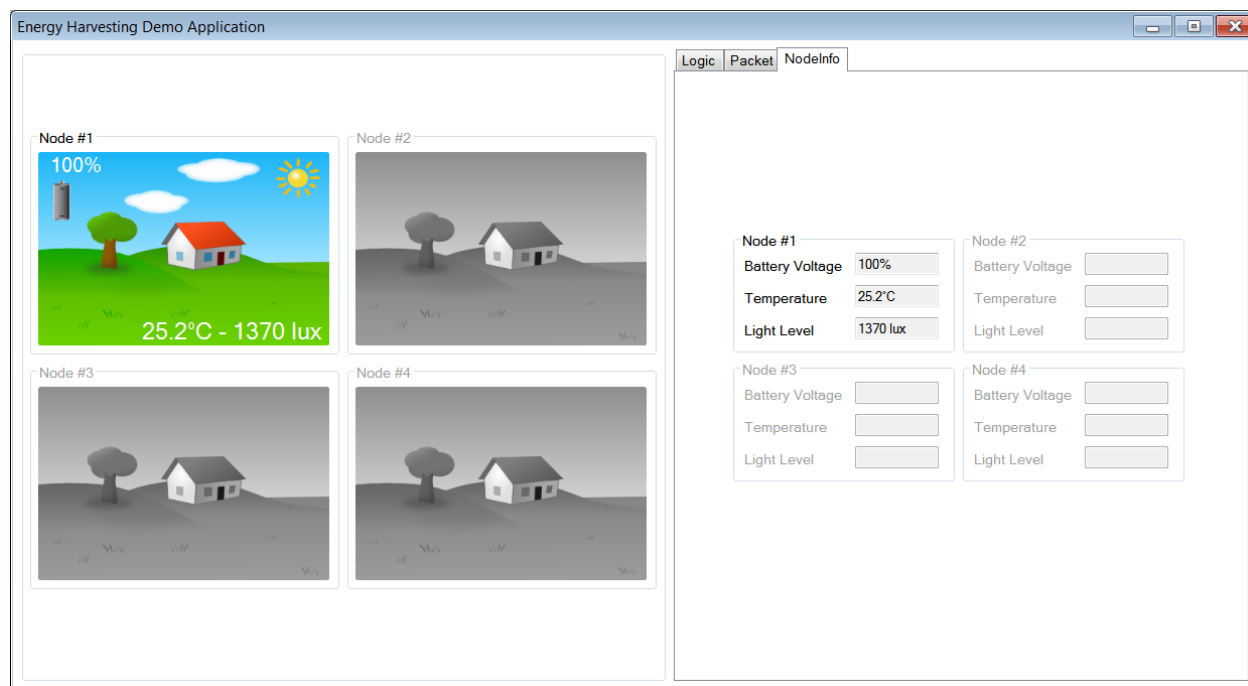 Energy Harvesting Demo Application
Logic Packet NodeInfo
Node #1
100%
25.2°C - 1370 lux
Node #2
Node #3
Node #4
Node #1
Battery Voltage 100%
Temperature 25.2°C
Light Level 1370 lux
Node #2
Battery Voltage
Temperature
Light Level
Node #3
Battery Voltage
Temperature
Light Level
Node #4
Battery Voltage
Temperature
Light Level